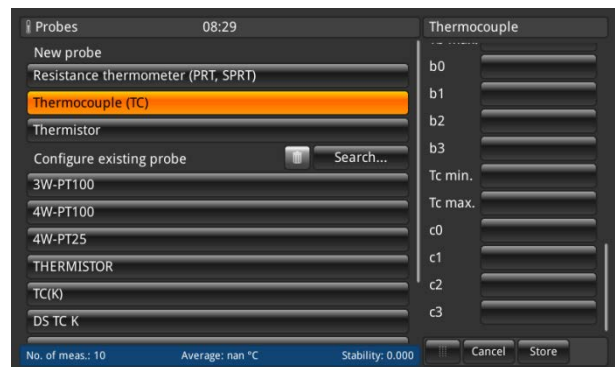 Probes 08:29
New probe
Resistance thermometer (PRT, SPRT)
Thermocouple (TC)
Thermistor
Configure existing probe Search...
3W-PT100
4W-PT100
4W-PT25
THERMISTOR
TC(K)
DS TC K
No. of meas.: 10 Average: nan °C Stability: 0.000
Thermocouple
b0
b1
b2
b3
Tc min.
Tc max.
c0
c1
c2
c3
Cancel Store